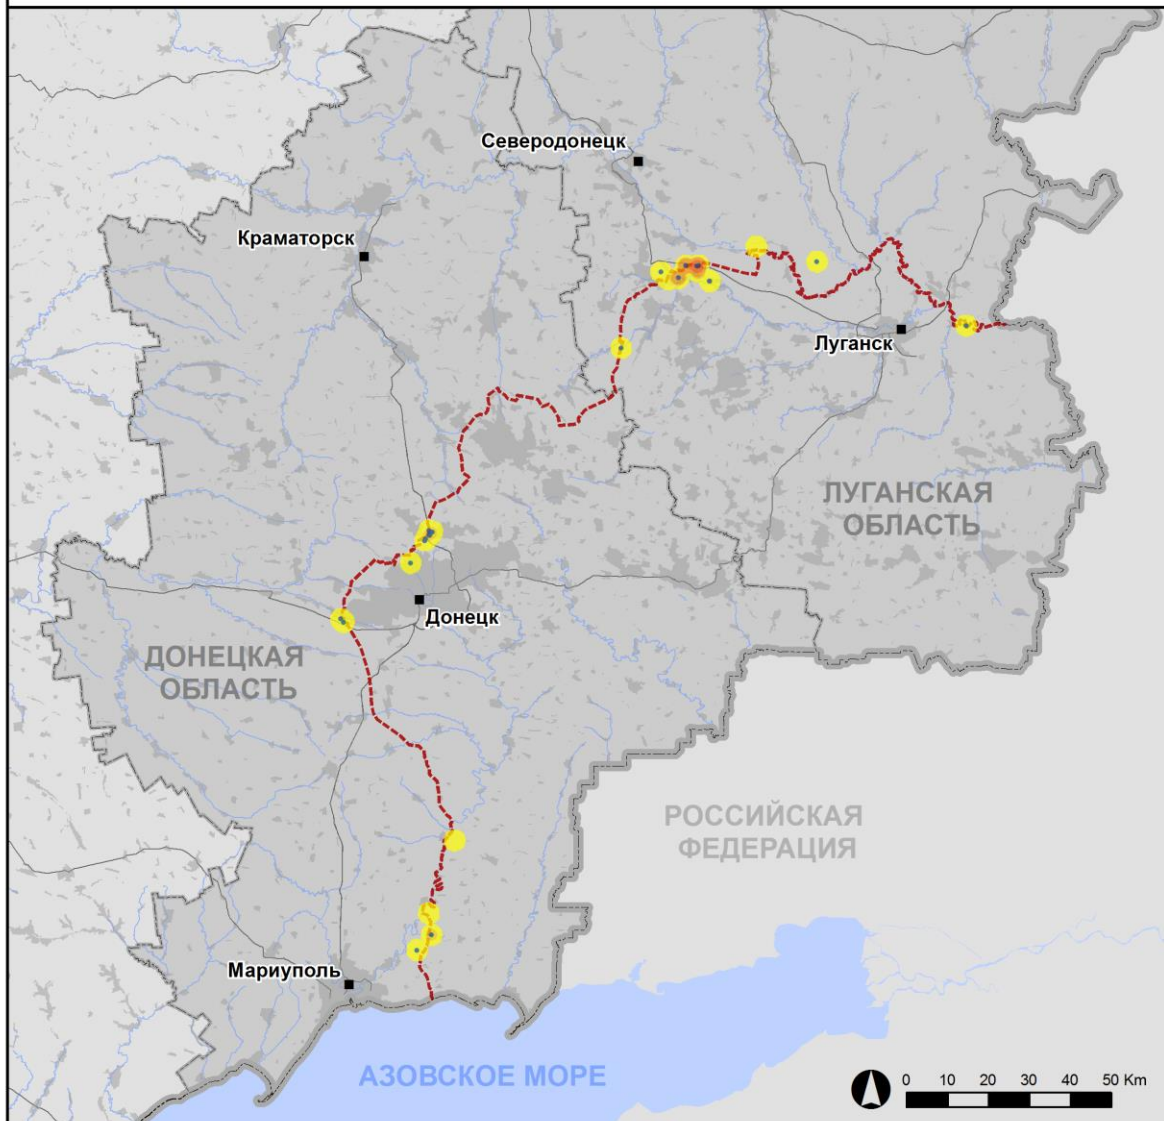 Северодонецк
Краматорск
Луганск
ЛУГАНСКАЯ
ОБЛАСТЬ
Донецк
ДОНЕЦКАЯ
ОБЛАСТЬ
РОССИЙСКАЯ
ФЕДЕРАЦИЯ
Мариуполь
АЗОВСКОЕ МОРЕ
0 10 20 30 40 50 Km